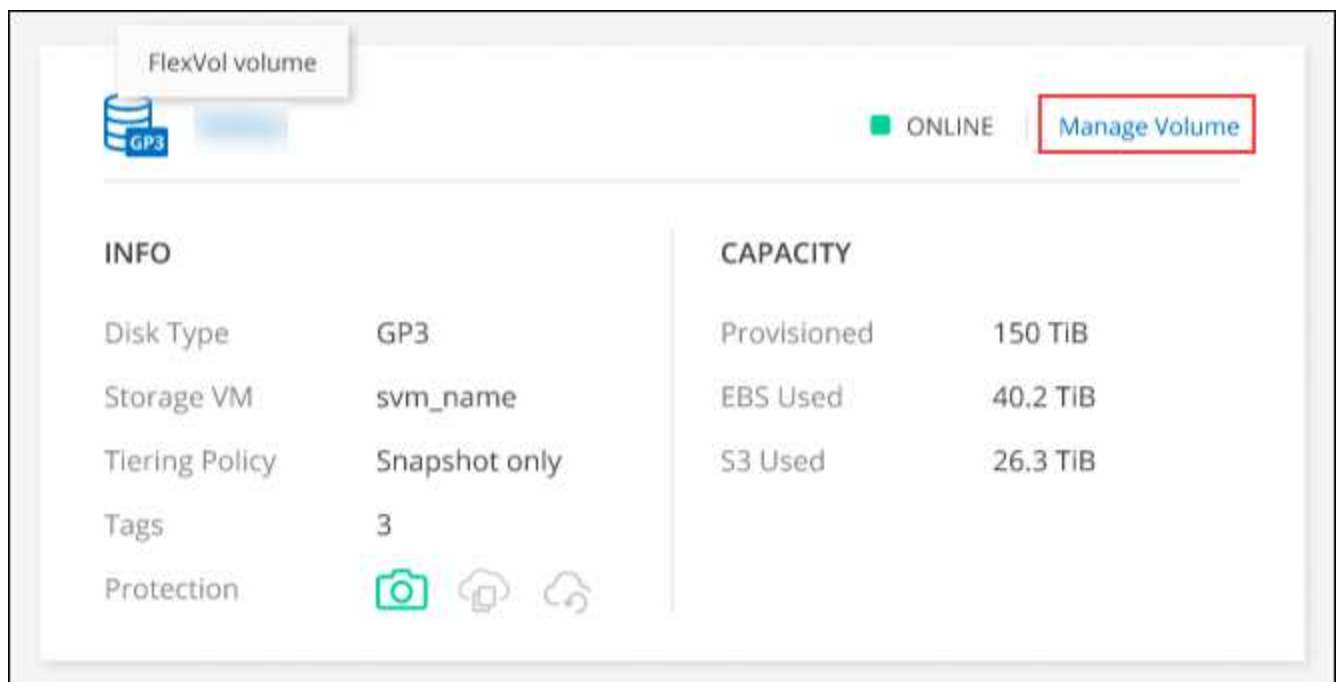 FlexVol volume
GP3
ONLINE
Manage Volume
INFO
Disk Type GP3
Storage VM svm_name
Tiering Policy Snapshot only
Tags 3
Protection
CAPACITY
Provisioned 150 TiB
EBS Used 40.2 TiB
S3 Used 26.3 TiB